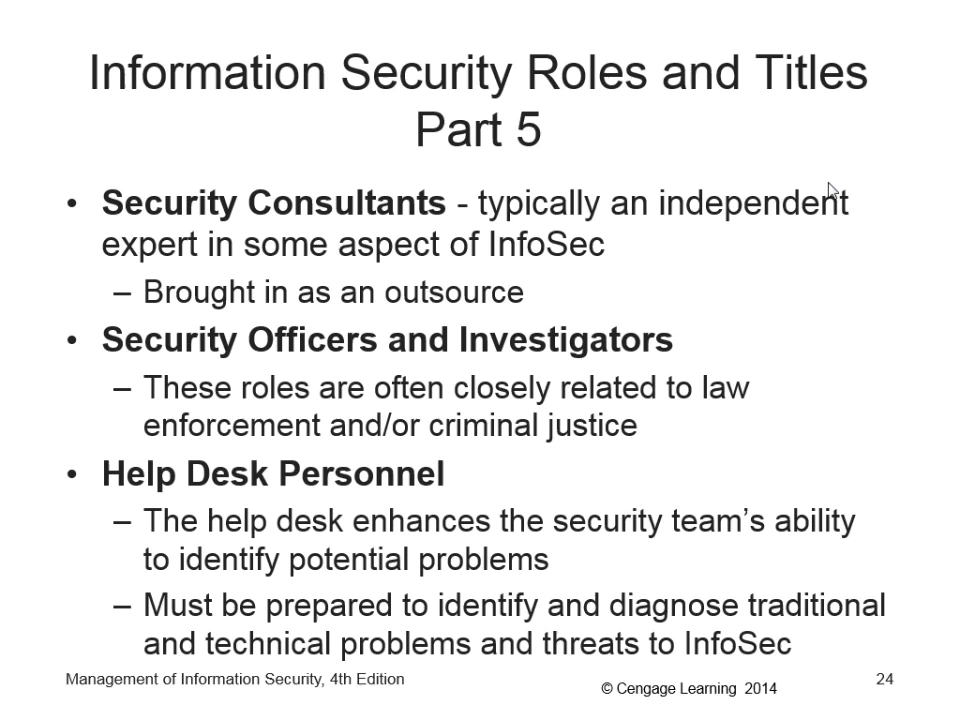 Information Security Roles and Titles
Part 5
• Security Consultants - typically an independent
expert in some aspect of InfoSec
– Brought in as an outsource
• Security Officers and Investigators
– These roles are often closely related to law
enforcement and/or criminal justice
• Help Desk Personnel
– The help desk enhances the security team’s ability
to identify potential problems
– Must be prepared to identify and diagnose traditional
and technical problems and threats to InfoSec
Management of Information Security, 4th Edition
© Cengage Learning 2014
24